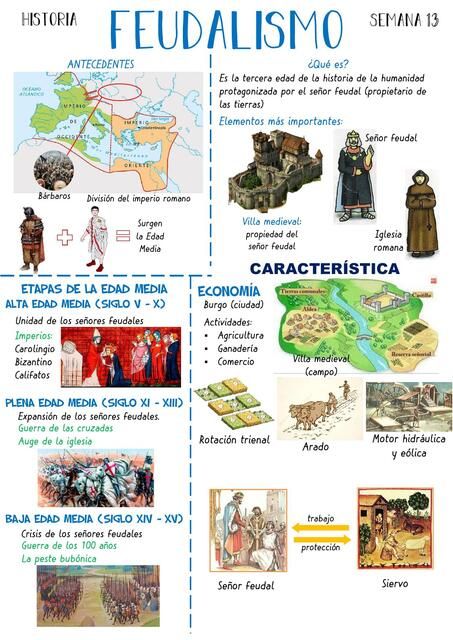 HISTORIA
FEUDALISMO
SEMANA 13
ANTECEDENTES
OCÉANO
ATLÁNTICO
IMPERIO
DE
OCCIDENTE
IMPERIO
Constantinopla
DE
ORIENTE
Bárbaros
División del imperio romano
Surgen
la Edad
Media
¿Qué es?
Es la tercera edad de la historia de la humanidad
protagonizada por el señor feudal (propietario de
las tierras)
Elementos más importantes:
Señor feudal
Villa medieval:
propiedad del
señor feudal
Iglesia
romana
ETAPAS DE LA EDAD MEDIA
ALTA EDAD MEDIA (SIGLO V - X)
Unidad de los señores feudales
Imperios:
Carolingio
Bizantino
Califatos
PLENA EDAD MEDIA (SIGLO XI - XIII)
Expansión de los señores feudales.
Guerra de las cruzadas
Auge de la iglesia
BAJA EDAD MEDIA (SIGLO XIV - XV)
Crisis de los señores feudales
Guerra de los 100 años
La peste bubónica
CARACTERÍSTICA
ECONOMÍA
Burgo (ciudad)
Actividades:
• Agricultura
• Ganadería
• Comercio
Tierras comunales
Castillo
Aldea
Reserva señorial
Villa medieval
(campo)
Rotación trienal
Arado
Motor hidráulica
y eólica
trabajo
protección
Señor feudal
Siervo